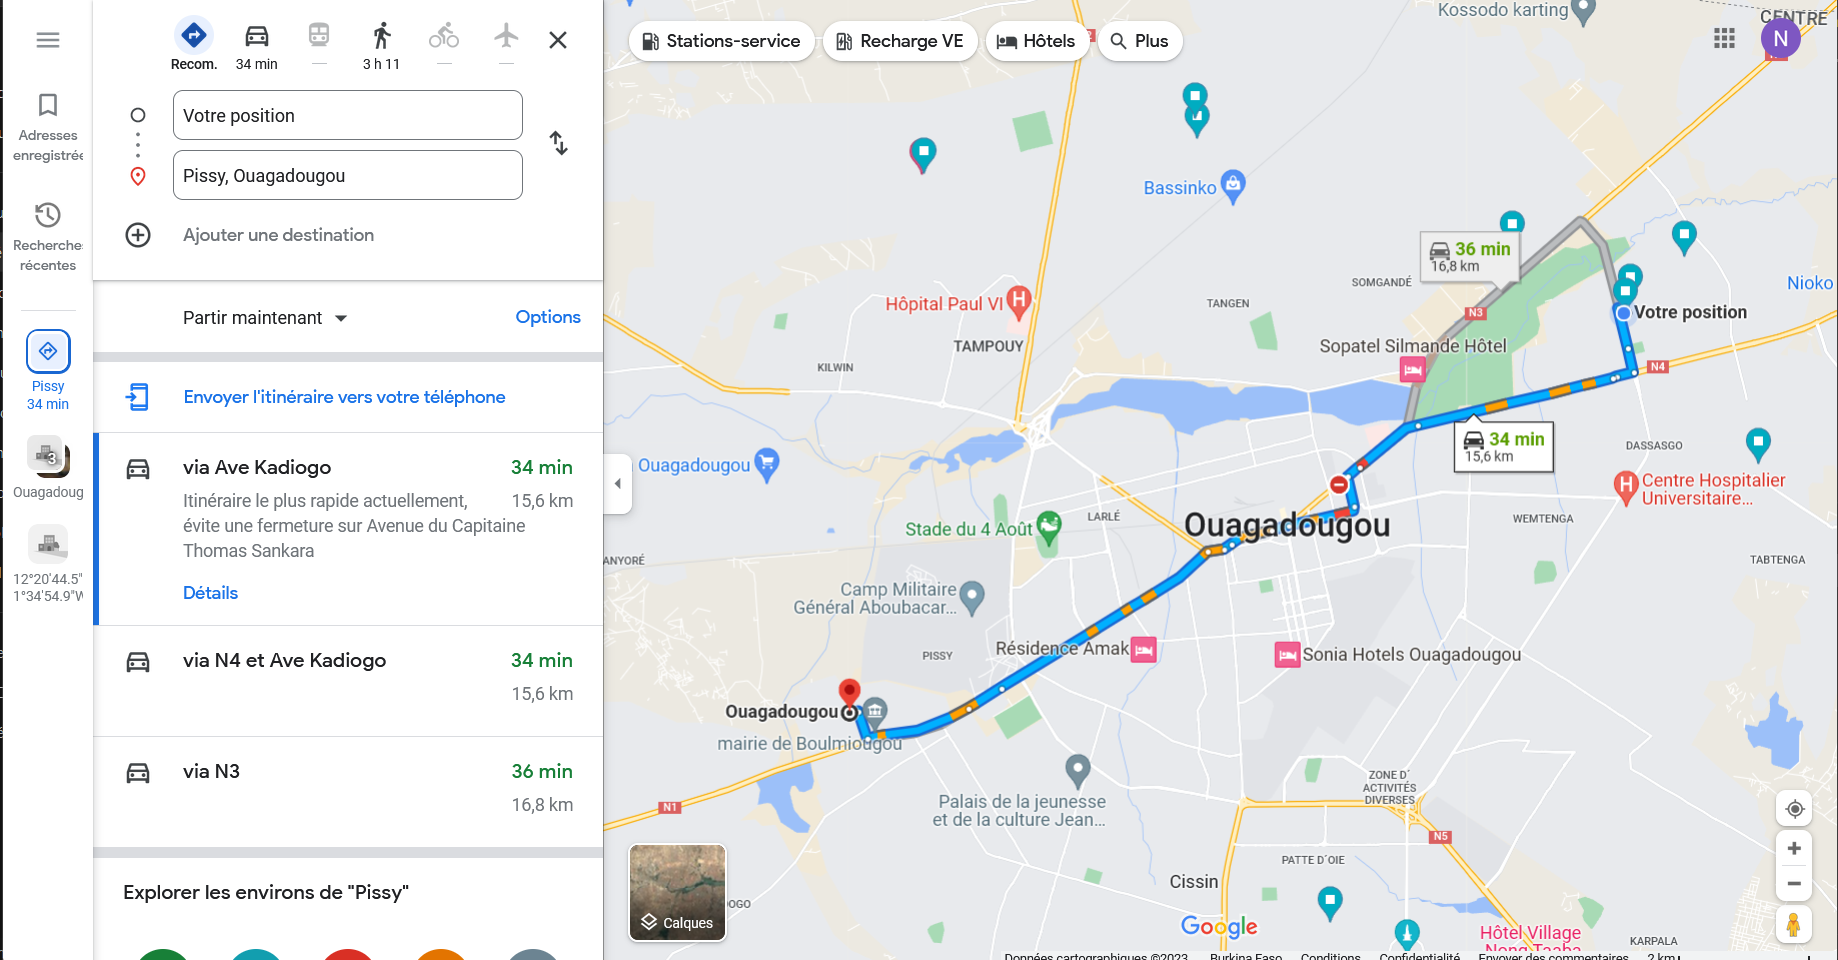 Adresses
enregistrée
Recherches
récentes
Pissy
34 min
3
Ouagadoug
12°20'44.5"
1°34'54.9"W
Recom.
34 min
—
3 h 11
—
—
Votre position
Pissy, Ouagadougou
Ajouter une destination
Partir maintenant
Options
Envoyer l'itinéraire vers votre téléphone
via Ave Kadiogo
34 min
Itinéraire le plus rapide actuellement,
15,6 km
évite une fermeture sur Avenue du Capitaine
Thomas Sankara
Détails
via N4 et Ave Kadiogo
34 min
15,6 km
via N3
36 min
16,8 km
Explorer les environs de "Pissy"
Stations-service
Recharge VE
Hôtels
Plus
Kossodo karting
CENTRE
N
Bassinko
36 min
16,8 km
SOMGANDÉ
Nioko
Hôpital Paul VI
H
TANGEN
N3
Votre position
TAMPOUY
Sopatel Silmande Hôtel
KILWIN
N4
34 min
15,6 km
DASSASGO
Ouagadougou
H
Centre Hospitalier
Universitaire...
LARLÉ
WEMTENGA
Stade du 4 Août
Ouagadougou
ANYORÉ
TABTENGA
Camp Militaire
Général Aboubacar...
PISSY
Résidence Amak
Sonia Hotels Ouagadougou
Ouagadougou
mairie de Boulmiougou
ZONE D'
ACTIVITÉS
DIVERSES
N1
Palais de la jeunesse
et de la culture Jean...
N5
PATTE D'OIE
Cissin
OGO
Calques
Google
Hôtel Village
Nong Taaba
KARPALA
Données cartographiques ©2023
Burkina Faso
Conditions
Confidentialité
Envoyer des commentaires
2 km